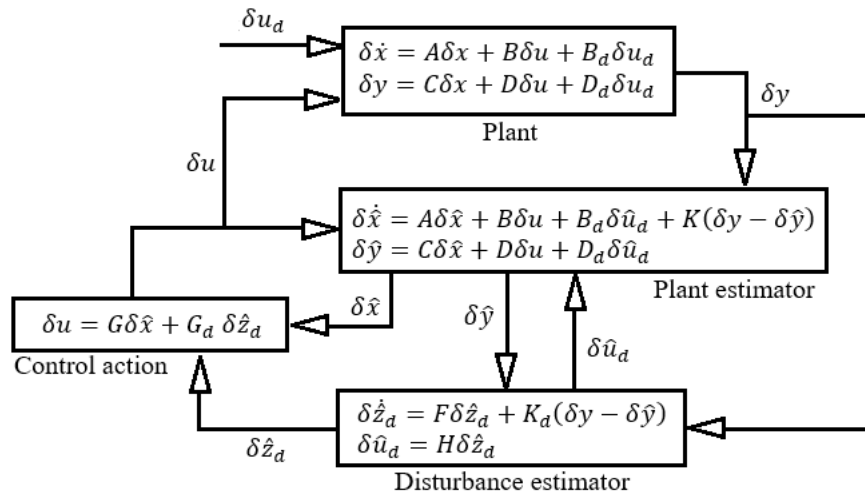 δu_d
δẋ = Aδx + Bδu + B_dδu_d
δy = Cδx + Dδu + D_dδu_d
Plant
δy
δu
δẋ̂ = Aδx̂ + Bδu + B_dδû_d + K(δy − δŷ)
δŷ = Cδx̂ + Dδu + D_dδû_d
Plant estimator
δx̂
δŷ
δû_d
δu = Gδx̂ + G_d δẑ_d
Control action
δẑ_d
δẑ̇_d = Fδẑ_d + K_d(δy − δŷ)
δû_d = Hδẑ_d
Disturbance estimator